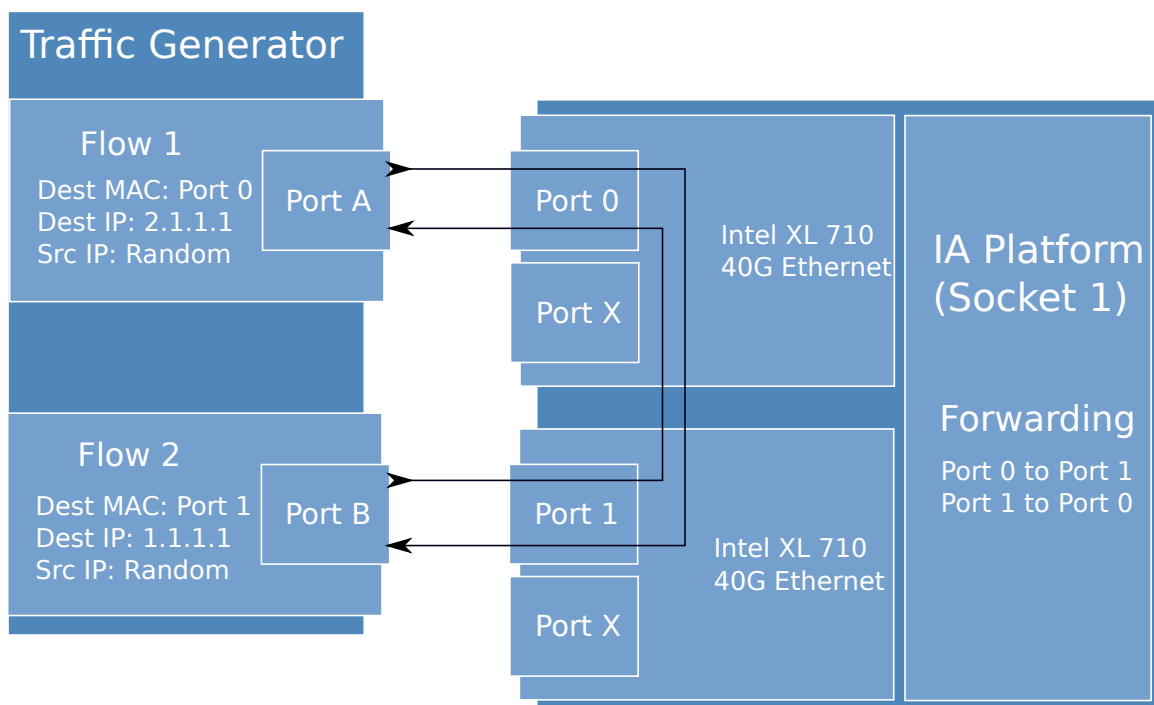 Traffic Generator
Flow 1
Dest MAC: Port 0
Dest IP: 2.1.1.1
Src IP: Random
Port A
Flow 2
Dest MAC: Port 1
Dest IP: 1.1.1.1
Src IP: Random
Port B
Port 0
Port X
Intel XL 710
40G Ethernet
Port 1
Port X
Intel XL 710
40G Ethernet
IA Platform
(Socket 1)
Forwarding
Port 0 to Port 1
Port 1 to Port 0